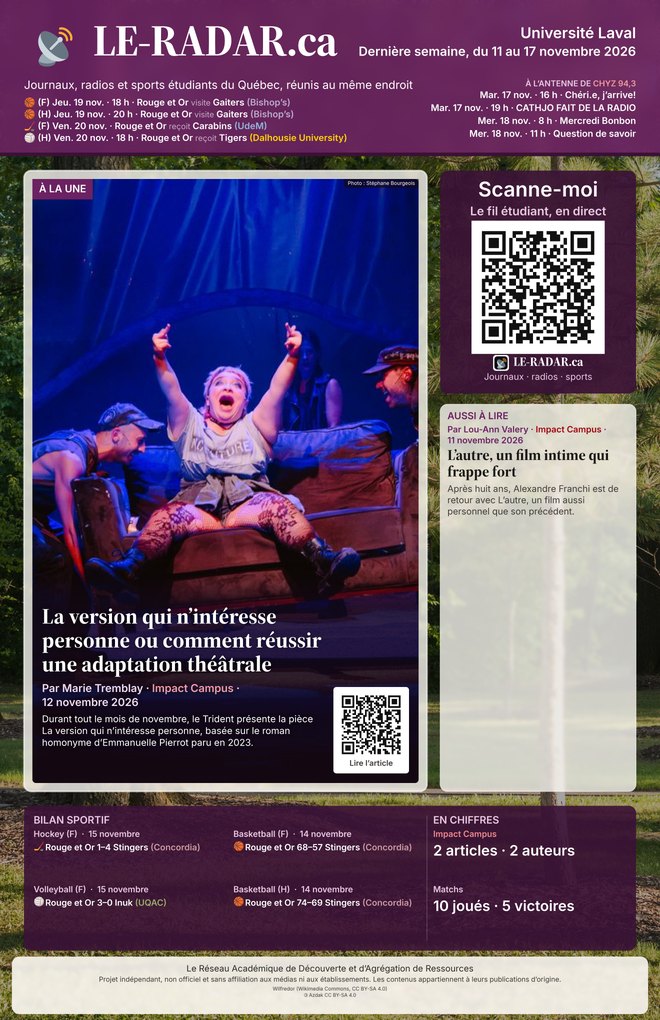 LE-RADAR.ca
Université Laval
Dernière semaine, du 11 au 17 novembre 2026
Journaux, radios et sports étudiants du Québec, réunis au même endroit
(F) Jeu. 19 nov. · 18 h · Rouge et Or visite Gaiters (Bishop's)
(H) Jeu. 19 nov. · 20 h · Rouge et Or visite Gaiters (Bishop's)
(F) Ven. 20 nov. · Rouge et Or reçoit Carabins (UdeM)
(H) Ven. 20 nov. · 18 h · Rouge et Or reçoit Tigers (Dalhousie University)
À L'ANTENNE DE CHYZ 94,3
Mar. 17 nov. · 16 h · Chéri.e, j'arrive!
Mar. 17 nov. · 19 h · CATHJO FAIT DE LA RADIO
Mer. 18 nov. · 8 h · Mercredi Bonbon
Mer. 18 nov. · 11 h · Question de savoir
À LA UNE
Photo : Stéphane Bourgeois
La version qui n'intéresse
personne ou comment réussir
une adaptation théâtrale
Par Marie Tremblay · Impact Campus ·
12 novembre 2026
Durant tout le mois de novembre, le Trident présente la pièce
La version qui n'intéresse personne, basée sur le roman
homonyme d'Emmanuelle Pierrot paru en 2023.
Lire l'article
Scanne-moi
Le fil étudiant, en direct
LE-RADAR.ca
Journaux · radios · sports
AUSSI À LIRE
Par Lou-Ann Valery · Impact Campus ·
11 novembre 2026
L'autre, un film intime qui
frappe fort
Après huit ans, Alexandre Franchi est de
retour avec L'autre, un film aussi
personnel que son précédent.
BILAN SPORTIF
Hockey (F) · 15 novembre
Rouge et Or 1–4 Stingers (Concordia)
Basketball (F) · 14 novembre
Rouge et Or 68–57 Stingers (Concordia)
Volleyball (F) · 15 novembre
Rouge et Or 3–0 Inuk (UQAC)
Basketball (H) · 14 novembre
Rouge et Or 74–69 Stingers (Concordia)
EN CHIFFRES
Impact Campus
2 articles · 2 auteurs
Matchs
10 joués · 5 victoires
Le Réseau Académique de Découverte et d'Agrégation de Ressources
Projet indépendant, non officiel et sans affiliation aux médias ni aux établissements. Les contenus appartiennent à leurs publications d'origine.
Wilfredor (Wikimedia Commons, CC BY-SA 4.0)
Azdak CC BY-SA 4.0